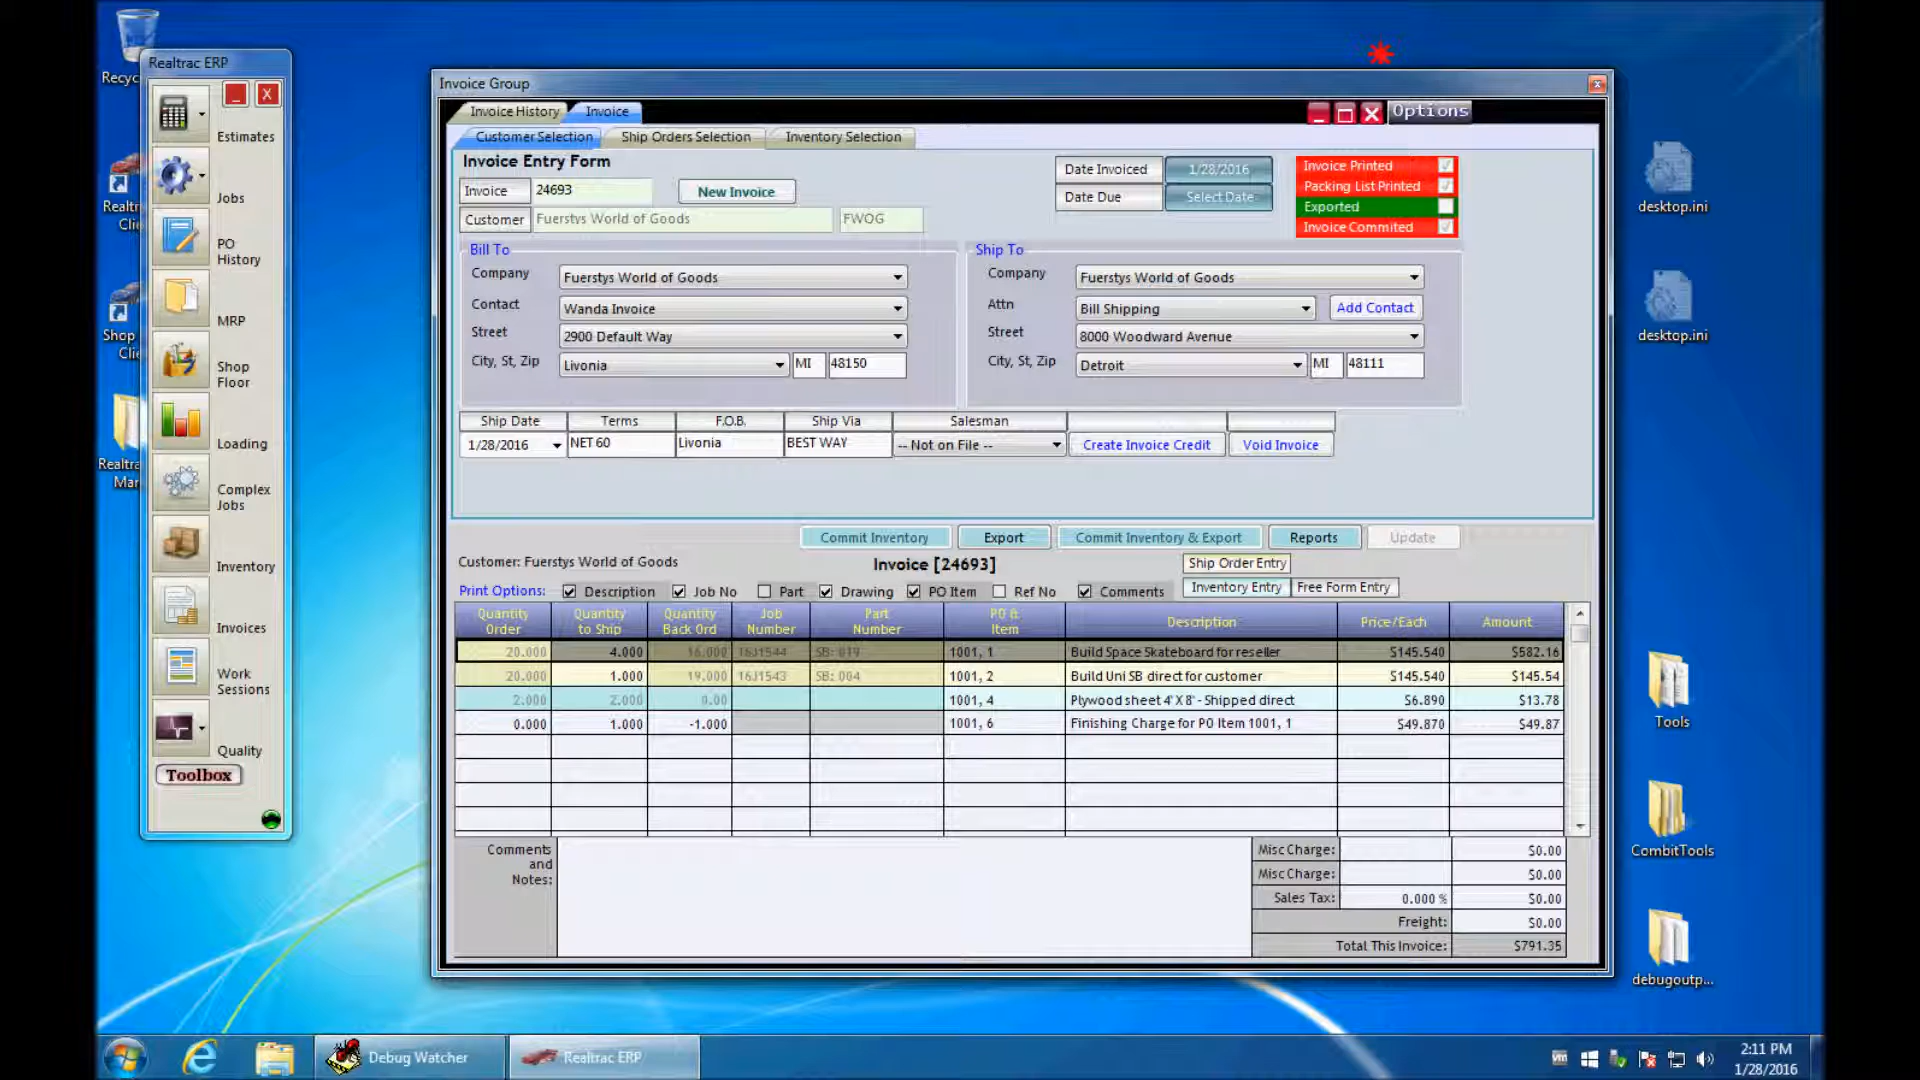 Recyc
Realtrac ERP
Estimates
Jobs
PO
History
MRP
Shop
Floor
Loading
Complex
Jobs
Inventory
Invoices
Work
Sessions
Quality
Toolbox
Realtr
Clie
Shop
Clie
Realtra
Man
Invoice Group
Invoice History
Invoice
Options
Customer Selection
Ship Orders Selection
Inventory Selection
Invoice Entry Form
Invoice 24693
New Invoice
Customer Fuerstys World of Goods FWOG
Date Invoiced 1/28/2016
Date Due Select Date
Invoice Printed
Packing List Printed
Exported
Invoice Commited
Bill To
Company Fuerstys World of Goods
Contact Wanda Invoice
Street 2900 Default Way
City, St, Zip Livonia MI 48150
Ship To
Company Fuerstys World of Goods
Attn Bill Shipping Add Contact
Street 8000 Woodward Avenue
City, St, Zip Detroit MI 48111
Ship Date Terms F.O.B. Ship Via Salesman
1/28/2016 NET 60 Livonia BEST WAY -- Not on File -- Create Invoice Credit Void Invoice
Commit Inventory Export Commit Inventory & Export Reports Update
Customer: Fuerstys World of Goods Invoice [24693] Ship Order Entry
Print Options: Description Job No Part Drawing PO Item Ref No Comments Inventory Entry Free Form Entry
Quantity Order Quantity to Ship Quantity Back Ord Job Number Part Number PO & Item Description Price/Each Amount
20.000 4.000 16.000 16J1544 SB: 019 1001, 1 Build Space Skateboard for reseller $145.540 $582.16
20.000 1.000 19.000 16J1543 SB: 004 1001, 2 Build Uni SB direct for customer $145.540 $145.54
2.000 2.000 0.00 1001, 4 Plywood sheet 4' X 8' - Shipped direct $6.890 $13.78
0.000 1.000 -1.000 1001, 6 Finishing Charge for PO Item 1001, 1 $49.870 $49.87
Comments
and
Notes:
Misc Charge: $0.00
Misc Charge: $0.00
Sales Tax: 0.000 % $0.00
Freight: $0.00
Total This Invoice: $791.35
desktop.ini
desktop.ini
Tools
CombitTools
debugoutp...
Debug Watcher
Realtrac ERP
vm
2:11 PM
1/28/2016